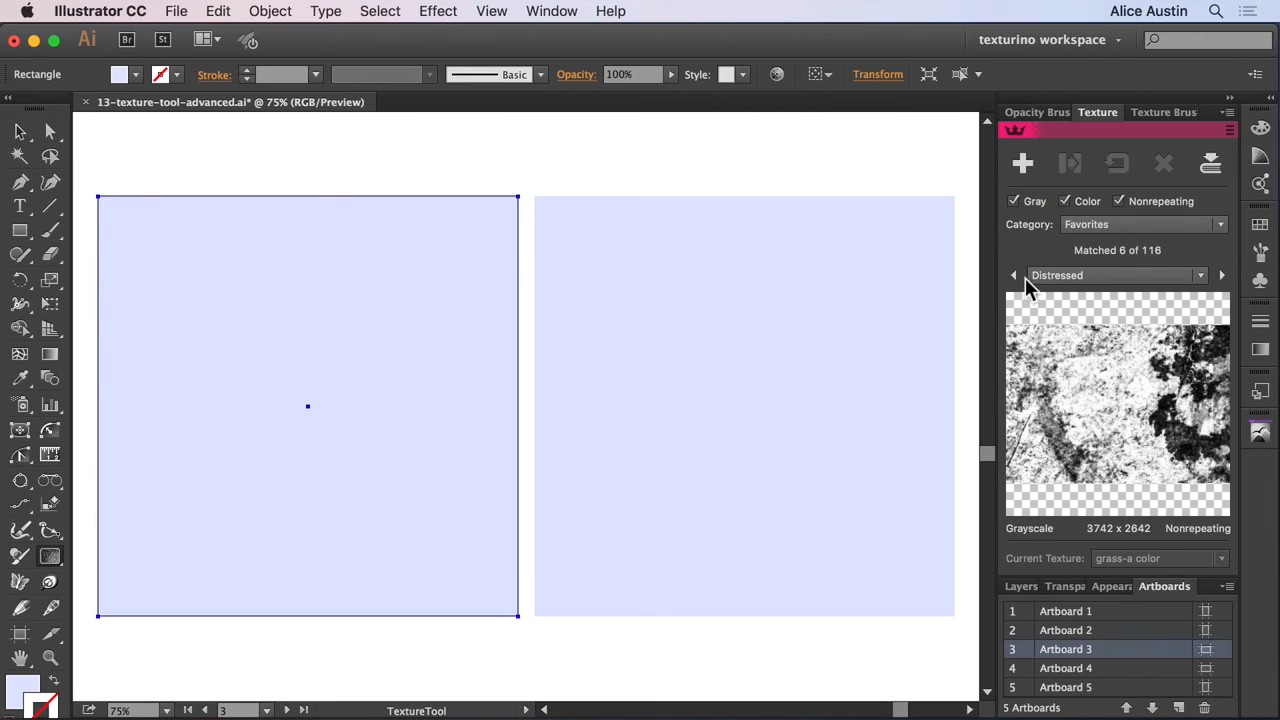 Illustrator CC File Edit Object Type Select Effect View Window Help Alice Austin
Ai Br St texturino workspace
Rectangle Stroke: Basic Opacity: 100% Style: Transform
× 13-texture-tool-advanced.ai* @ 75% (RGB/Preview)
Opacity Brus Texture Texture Brus
Gray Color Nonrepeating
Category: Favorites
Matched 6 of 116
Distressed
Grayscale 3742 x 2642 Nonrepeating
Current Texture: grass-a color
Layers Transpa Appeara Artboards
1 Artboard 1
2 Artboard 2
3 Artboard 3
4 Artboard 4
5 Artboard 5
5 Artboards
75% 3 TextureTool